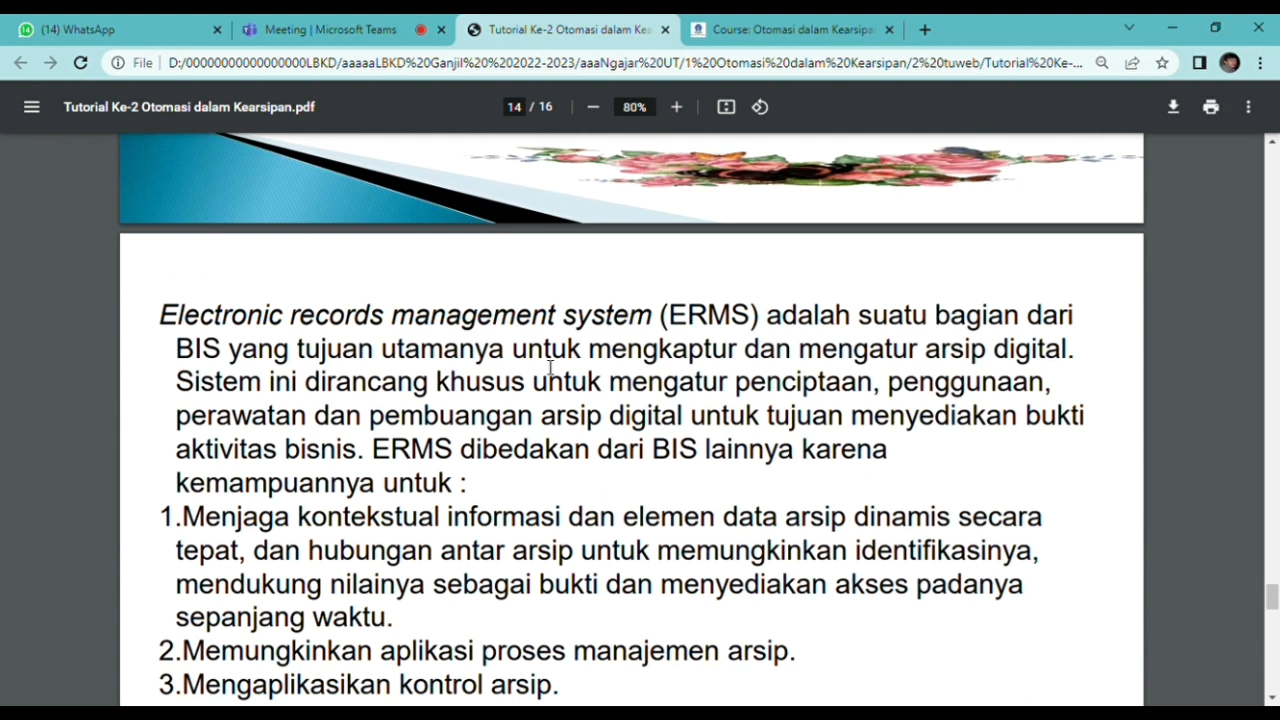 (14) WhatsApp
Meeting | Microsoft Teams
Tutorial Ke-2 Otomasi dalam Kea
Course: Otomasi dalam Kearsipa
File | D:/00000000000000000LBKD/aaaaaLBKD%20Ganjil%20%202022-2023/aaaNgajar%20UT/1%20Otomasi%20dalam%20Kearsipan/2%20tuweb/Tutorial%20Ke-...
Tutorial Ke-2 Otomasi dalam Kearsipan.pdf
14 / 16
80%
Electronic records management system (ERMS) adalah suatu bagian dari
BIS yang tujuan utamanya untuk mengkaptur dan mengatur arsip digital.
Sistem ini dirancang khusus untuk mengatur penciptaan, penggunaan,
perawatan dan pembuangan arsip digital untuk tujuan menyediakan bukti
aktivitas bisnis. ERMS dibedakan dari BIS lainnya karena
kemampuannya untuk :
1.Menjaga kontekstual informasi dan elemen data arsip dinamis secara
tepat, dan hubungan antar arsip untuk memungkinkan identifikasinya,
mendukung nilainya sebagai bukti dan menyediakan akses padanya
sepanjang waktu.
2.Memungkinkan aplikasi proses manajemen arsip.
3.Mengaplikasikan kontrol arsip.